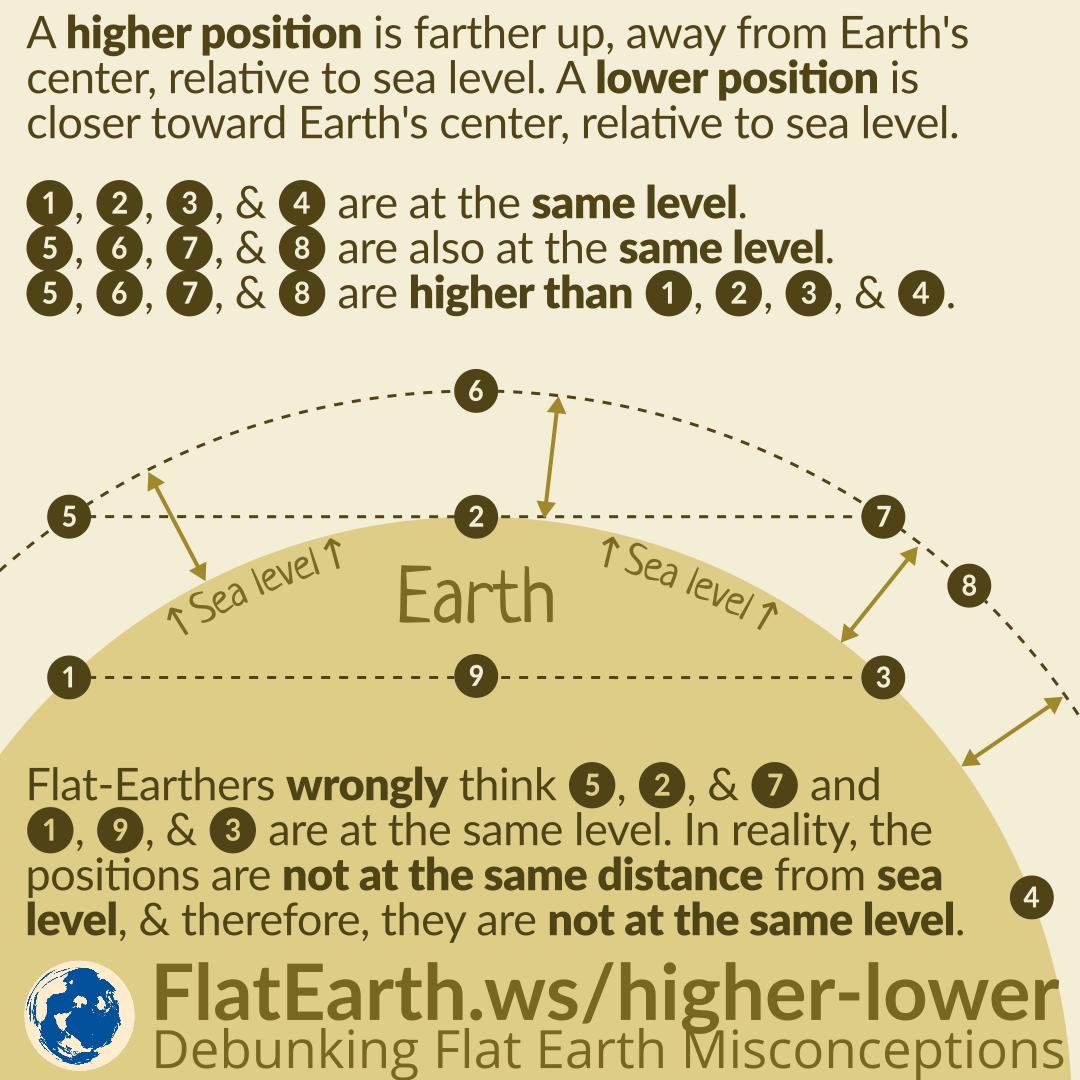 A higher position is farther up, away from Earth's
center, relative to sea level. A lower position is
closer toward Earth's center, relative to sea level.
1, 2, 3, & 4 are at the same level.
5, 6, 7, & 8 are also at the same level.
5, 6, 7, & 8 are higher than 1, 2, 3, & 4.
6
5 2 7
↑ Sea level ↑ ↑ Sea level ↑
8
Earth
1 9 3
Flat-Earthers wrongly think 5, 2, & 7 and
1, 9, & 3 are at the same level. In reality, the
positions are not at the same distance from sea
level, & therefore, they are not at the same level.
4
FlatEarth.ws/higher-lower
Debunking Flat Earth Misconceptions